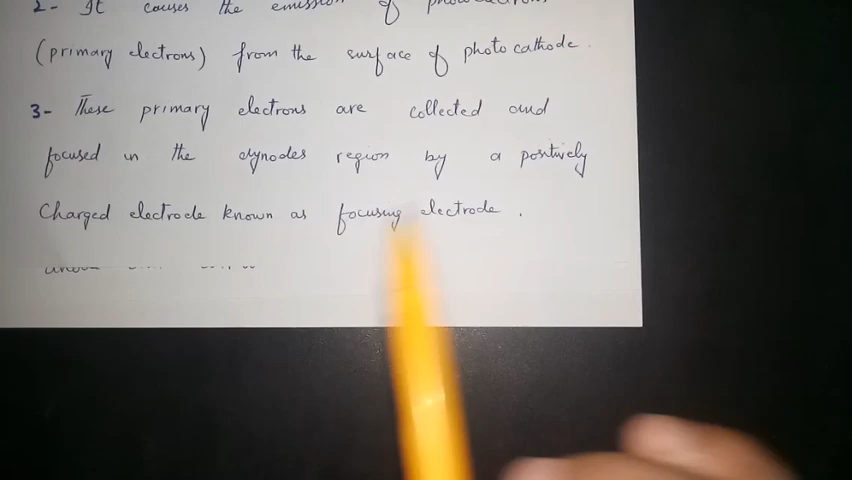 2- It causes the emission of photoelectrons
(primary electrons) from the surface of photo cathode.
3- These primary electrons are collected and
focused in the dynodes region by a positively
Charged electrode known as focusing electrode.